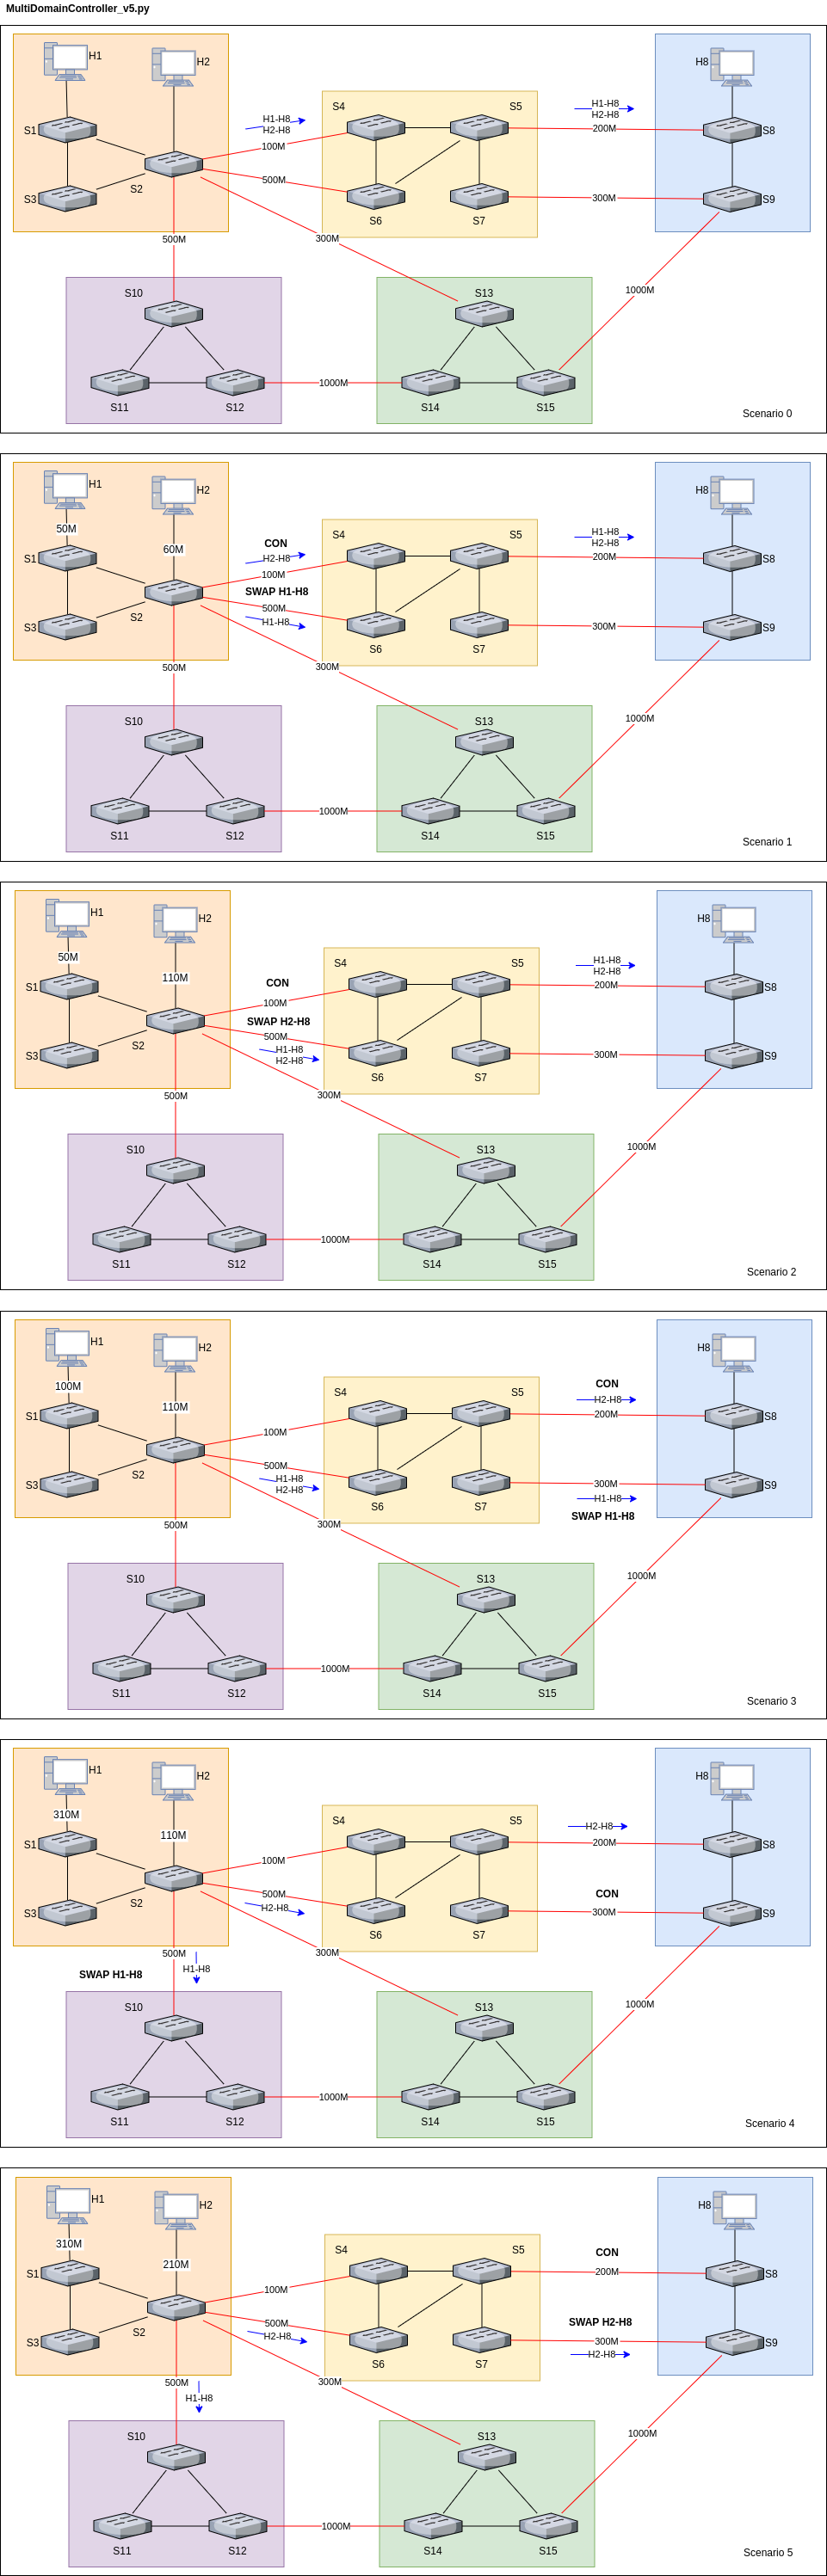 MultiDomainController_v5.py
H1
H2
H8
S4
S5
H1-H8
H2-H8
H1-H8
H2-H8
S1
100M
200M
S8
S2
500M
S3
S6
S7
300M
S9
500M
300M
1000M
S10
S13
1000M
S11
S12
S14
S15
Scenario 0
H1
H2
H8
50M
60M
S4
S5
H1-H8
H2-H8
CON
H2-H8
S1
100M
200M
S8
SWAP H1-H8
500M
H1-H8
S2
S3
S6
S7
300M
S9
500M
300M
1000M
S10
S13
1000M
S11
S12
S14
S15
Scenario 1
H1
H2
H8
50M
110M
S4
S5
H1-H8
H2-H8
CON
S1
100M
200M
S8
SWAP H2-H8
500M
H1-H8
H2-H8
S2
S3
S6
S7
300M
S9
500M
300M
1000M
S10
S13
1000M
S11
S12
S14
S15
Scenario 2
H1
H2
H8
100M
110M
S4
S5
CON
H2-H8
S1
100M
200M
S8
500M
H1-H8
H2-H8
S2
S3
S6
S7
300M
H1-H8
SWAP H1-H8
S9
500M
300M
1000M
S10
S13
1000M
S11
S12
S14
S15
Scenario 3
H1
H2
H8
310M
110M
S4
S5
H2-H8
S1
100M
200M
S8
500M
H2-H8
CON
S2
S3
S6
S7
300M
S9
500M
H1-H8
SWAP H1-H8
300M
1000M
S10
S13
1000M
S11
S12
S14
S15
Scenario 4
H1
H2
H8
310M
210M
S4
S5
CON
S1
100M
200M
S8
500M
H2-H8
SWAP H2-H8
S2
S3
S6
S7
300M
H2-H8
S9
500M
H1-H8
300M
1000M
S10
S13
1000M
S11
S12
S14
S15
Scenario 5